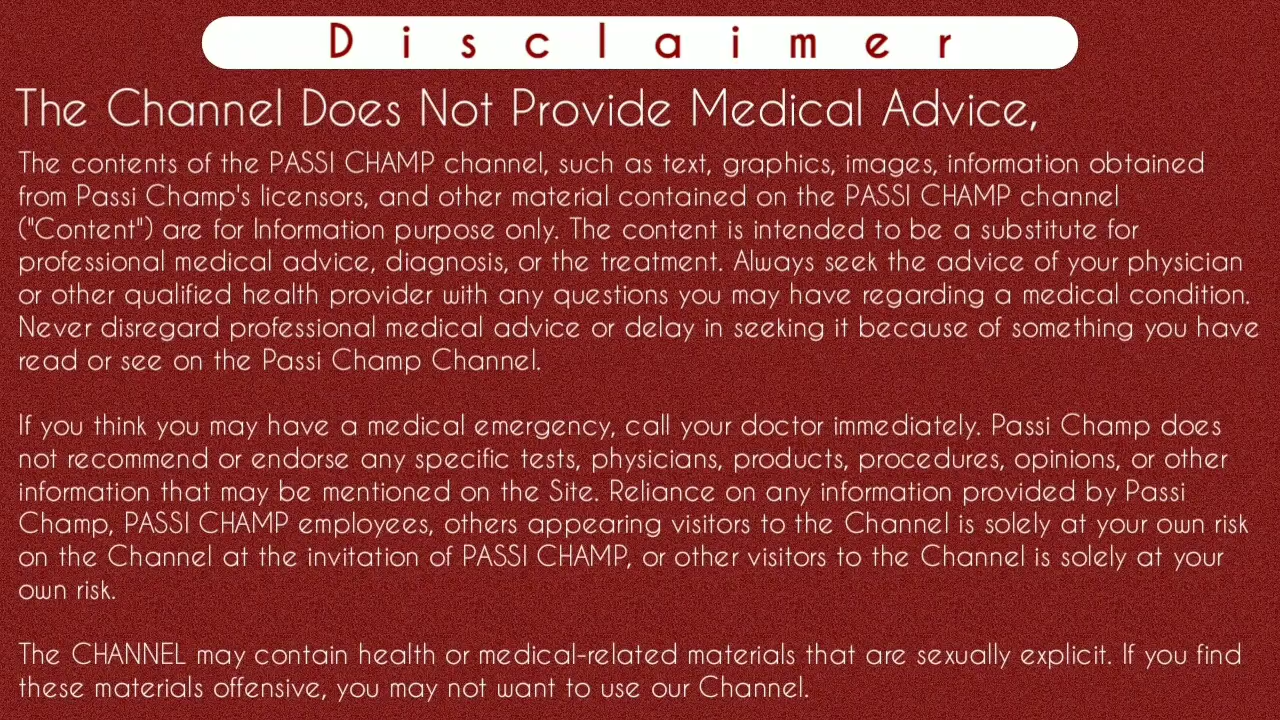 Disclaimer
The Channel Does Not Provide Medical Advice,
The contents of the PASSI CHAMP channel, such as text, graphics, images, information obtained
from Passi Champ's licensors, and other material contained on the PASSI CHAMP channel
("Content") are for Information purpose only. The content is intended to be a substitute for
professional medical advice, diagnosis, or the treatment. Always seek the advice of your physician
or other qualified health provider with any questions you may have regarding a medical condition.
Never disregard professional medical advice or delay in seeking it because of something you have
read or see on the Passi Champ Channel.
If you think you may have a medical emergency, call your doctor immediately. Passi Champ does
not recommend or endorse any specific tests, physicians, products, procedures, opinions, or other
information that may be mentioned on the Site. Reliance on any information provided by Passi
Champ, PASSI CHAMP employees, others appearing visitors to the Channel is solely at your own risk
on the Channel at the invitation of PASSI CHAMP, or other visitors to the Channel is solely at your
own risk.
The CHANNEL may contain health or medical-related materials that are sexually explicit. If you find
these materials offensive, you may not want to use our Channel.